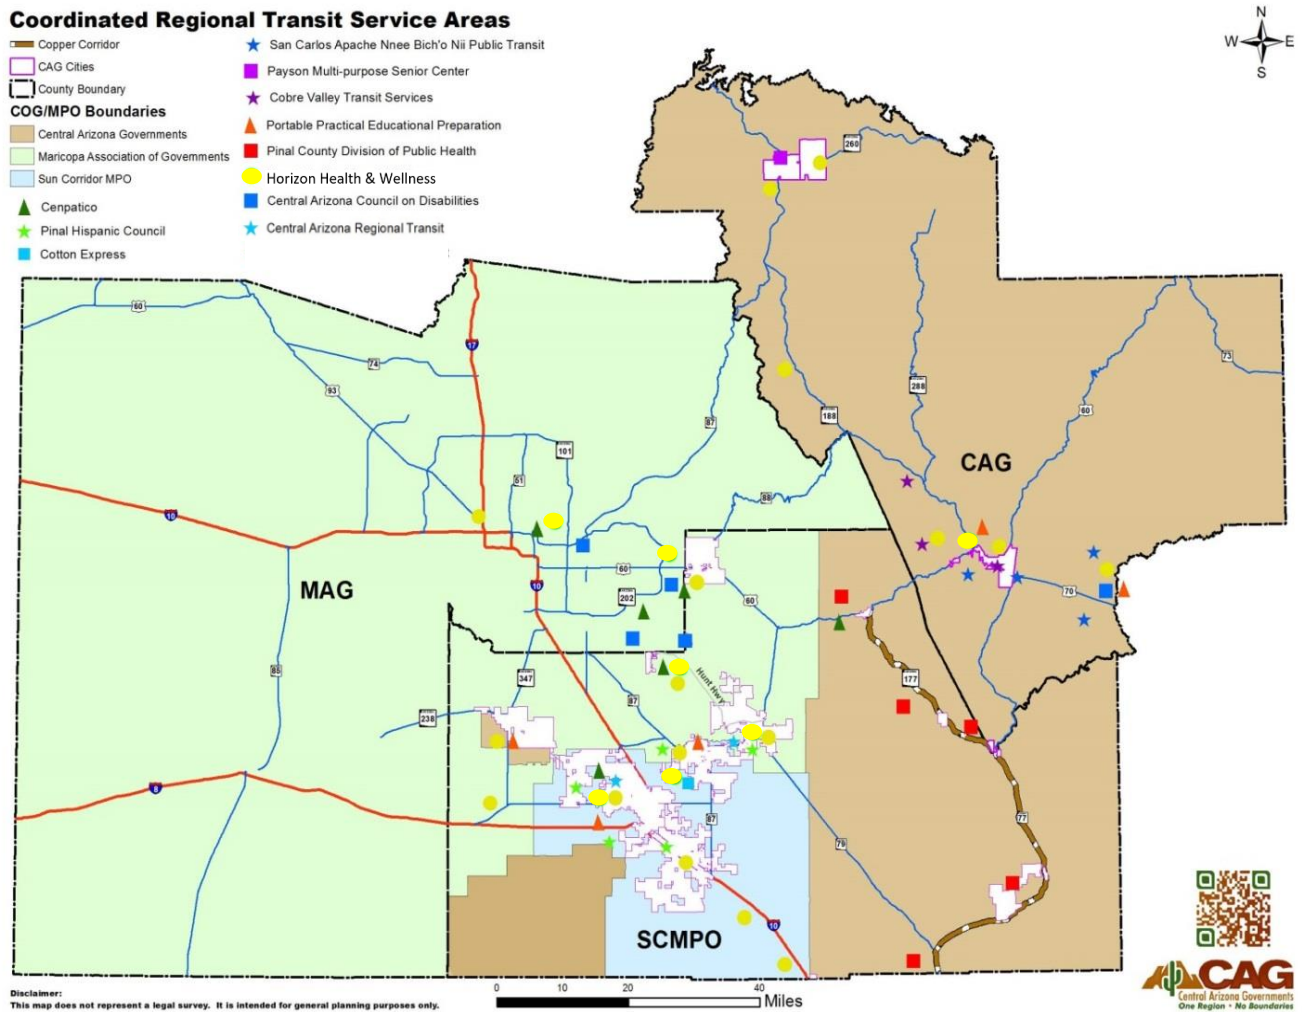 Coordinated Regional Transit Service Areas
Copper Corridor
CAG Cities
County Boundary
COG/MPO Boundaries
Central Arizona Governments
Maricopa Association of Governments
Sun Corridor MPO
Cenpatico
Pinal Hispanic Council
Cotton Express
San Carlos Apache Nnee Bich'o Nii Public Transit
Payson Multi-purpose Senior Center
Cobre Valley Transit Services
Portable Practical Educational Preparation
Pinal County Division of Public Health
Horizon Health & Wellness
Central Arizona Council on Disabilities
Central Arizona Regional Transit
N
W E
S
260
60
17
74
93
73
288
60
188
87
101
51
88
10
CAG
MAG
60
10
202
60
70
85
347
177
Hunt Hwy
87
238
8
77
87
79
10
SCMPO
0 10 20 40
Miles
Disclaimer:
This map does not represent a legal survey. It is intended for general planning purposes only.
CAG
Central Arizona Governments
One Region • No Boundaries